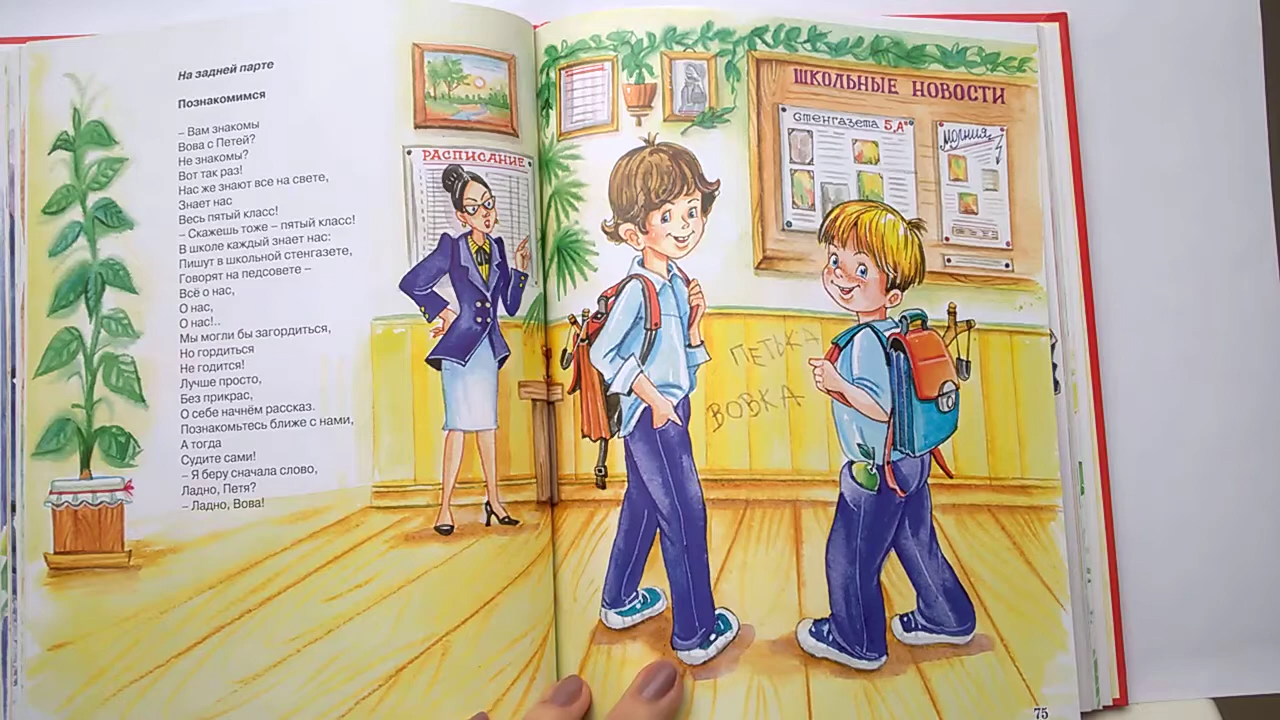 На задней парте
Познакомимся
– Вам знакомы
Вова с Петей?
Не знакомы?
Вот так раз!
Нас же знают все на свете,
Знает нас
Весь пятый класс!
– Скажешь тоже – пятый класс!
В школе каждый знает нас:
Пишут в школьной стенгазете,
Говорят на педсовете –
Всё о нас,
О нас,
О нас!..
Мы могли бы загордиться,
Но гордиться
Не годится!
Лучше просто,
Без прикрас,
О себе начнём рассказ.
Познакомьтесь ближе с нами,
А тогда
Судите сами!
– Я беру сначала слово,
Ладно, Петя?
– Ладно, Вова!
РАСПИСАНИЕ
ШКОЛЬНЫЕ НОВОСТИ
СТЕНГАЗЕТА 5„А"
МОЛНИЯ
ПЕТЬКА
ВОВКА
75